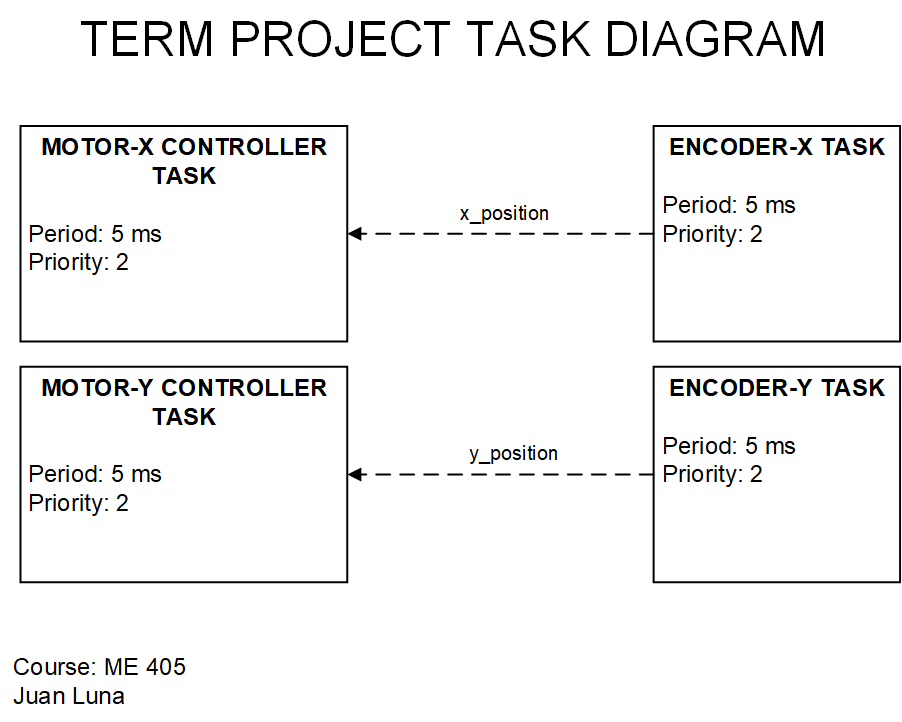 TERM PROJECT TASK DIAGRAM
MOTOR-X CONTROLLER
TASK
Period: 5 ms
Priority: 2
x_position
ENCODER-X TASK
Period: 5 ms
Priority: 2
MOTOR-Y CONTROLLER
TASK
Period: 5 ms
Priority: 2
y_position
ENCODER-Y TASK
Period: 5 ms
Priority: 2
Course: ME 405
Juan Luna